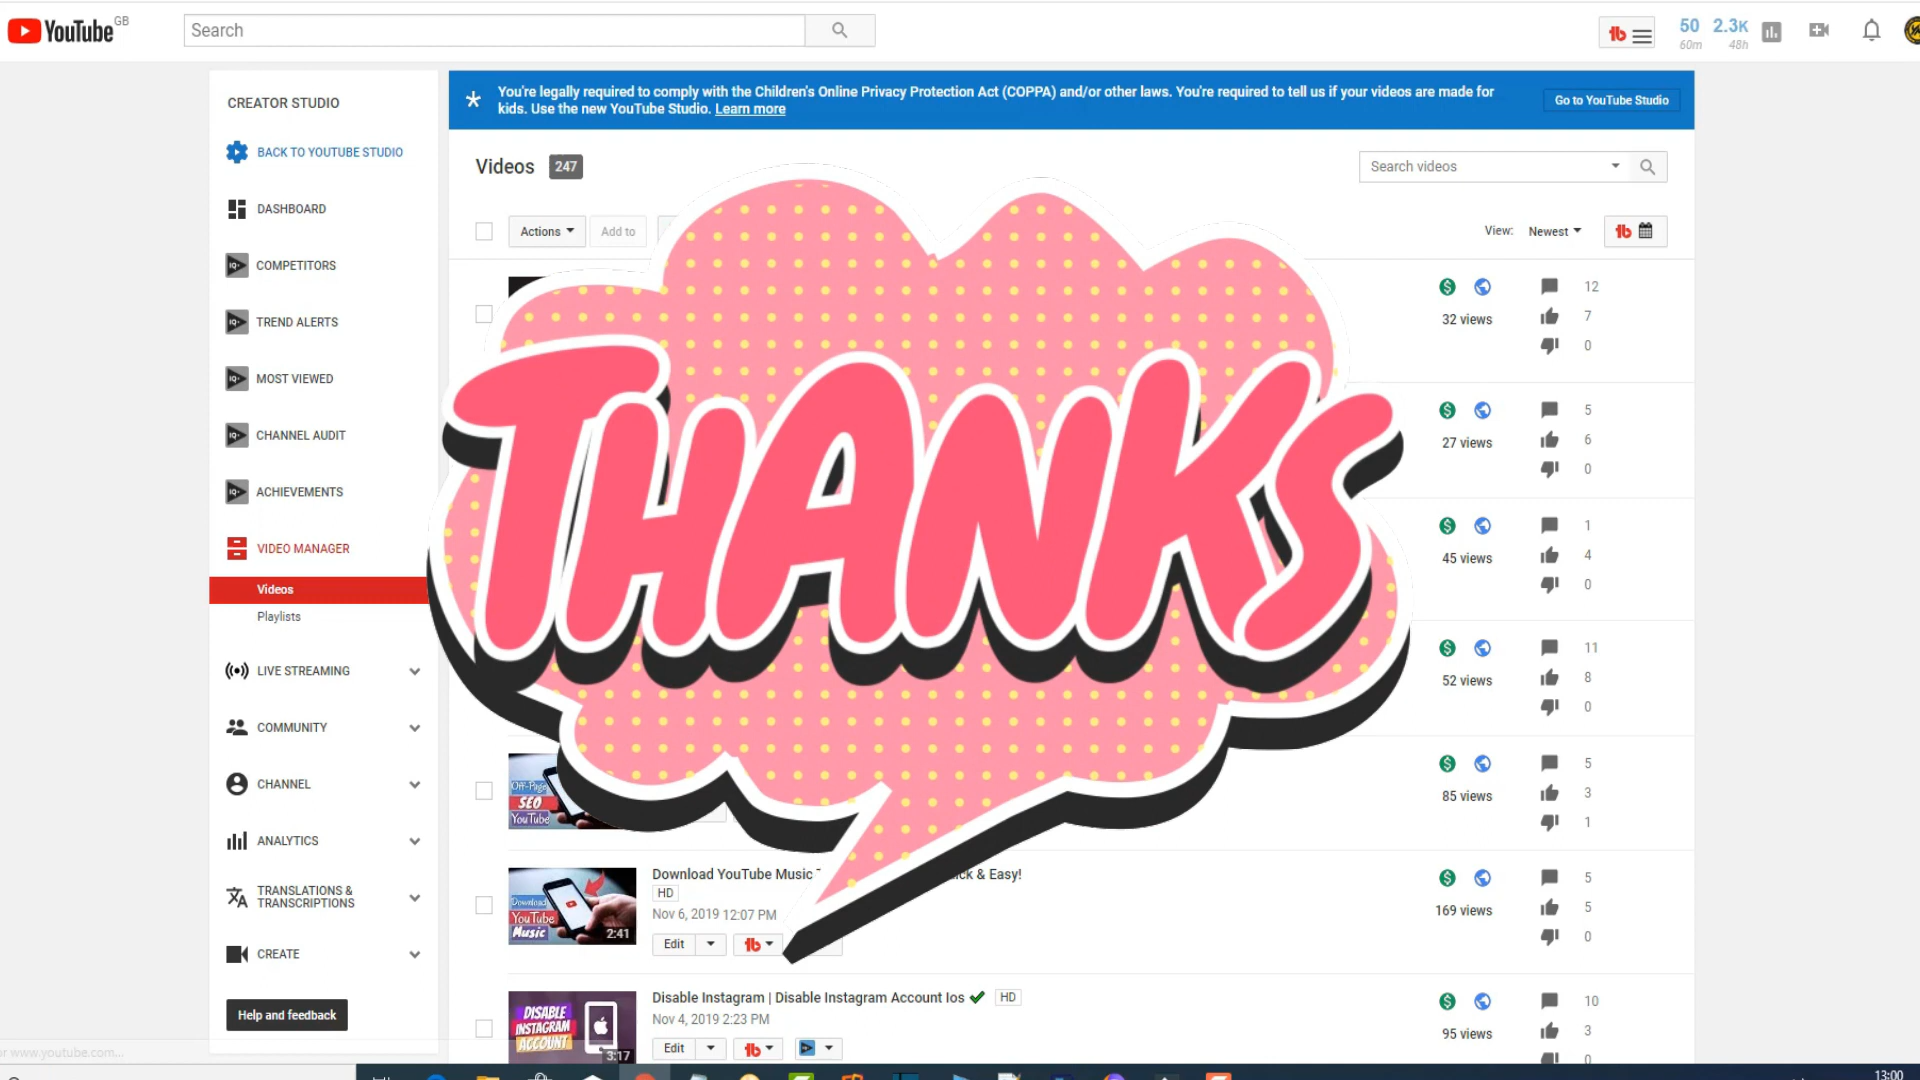 YouTube GB
Search
50 2.3K
60m 48h
CREATOR STUDIO
BACK TO YOUTUBE STUDIO
DASHBOARD
COMPETITORS
TREND ALERTS
MOST VIEWED
CHANNEL AUDIT
ACHIEVEMENTS
VIDEO MANAGER
Videos
Playlists
LIVE STREAMING
COMMUNITY
CHANNEL
ANALYTICS
TRANSLATIONS &
TRANSCRIPTIONS
CREATE
Help and feedback
You're legally required to comply with the Children's Online Privacy Protection Act (COPPA) and/or other laws. You're required to tell us if your videos are made for
kids. Use the new YouTube Studio. Learn more
Go to YouTube Studio
Videos 247
Search videos
Actions Add to
View: Newest
THANKS
12
32 views 7
0
5
27 views 6
0
1
45 views 4
0
11
52 views 8
0
Off-Page
SEO
YouTube
5
85 views 3
1
Download
YouTube
Music
2:41
Download YouTube Music & Easy!
HD
Nov 6, 2019 12:07 PM
Edit
5
169 views 5
0
DISABLE
INSTAGRAM
ACCOUNT
3:17
Disable Instagram | Disable Instagram Account Ios HD
Nov 4, 2019 2:23 PM
Edit
10
95 views 3
0
or www.youtube.com...
13:00